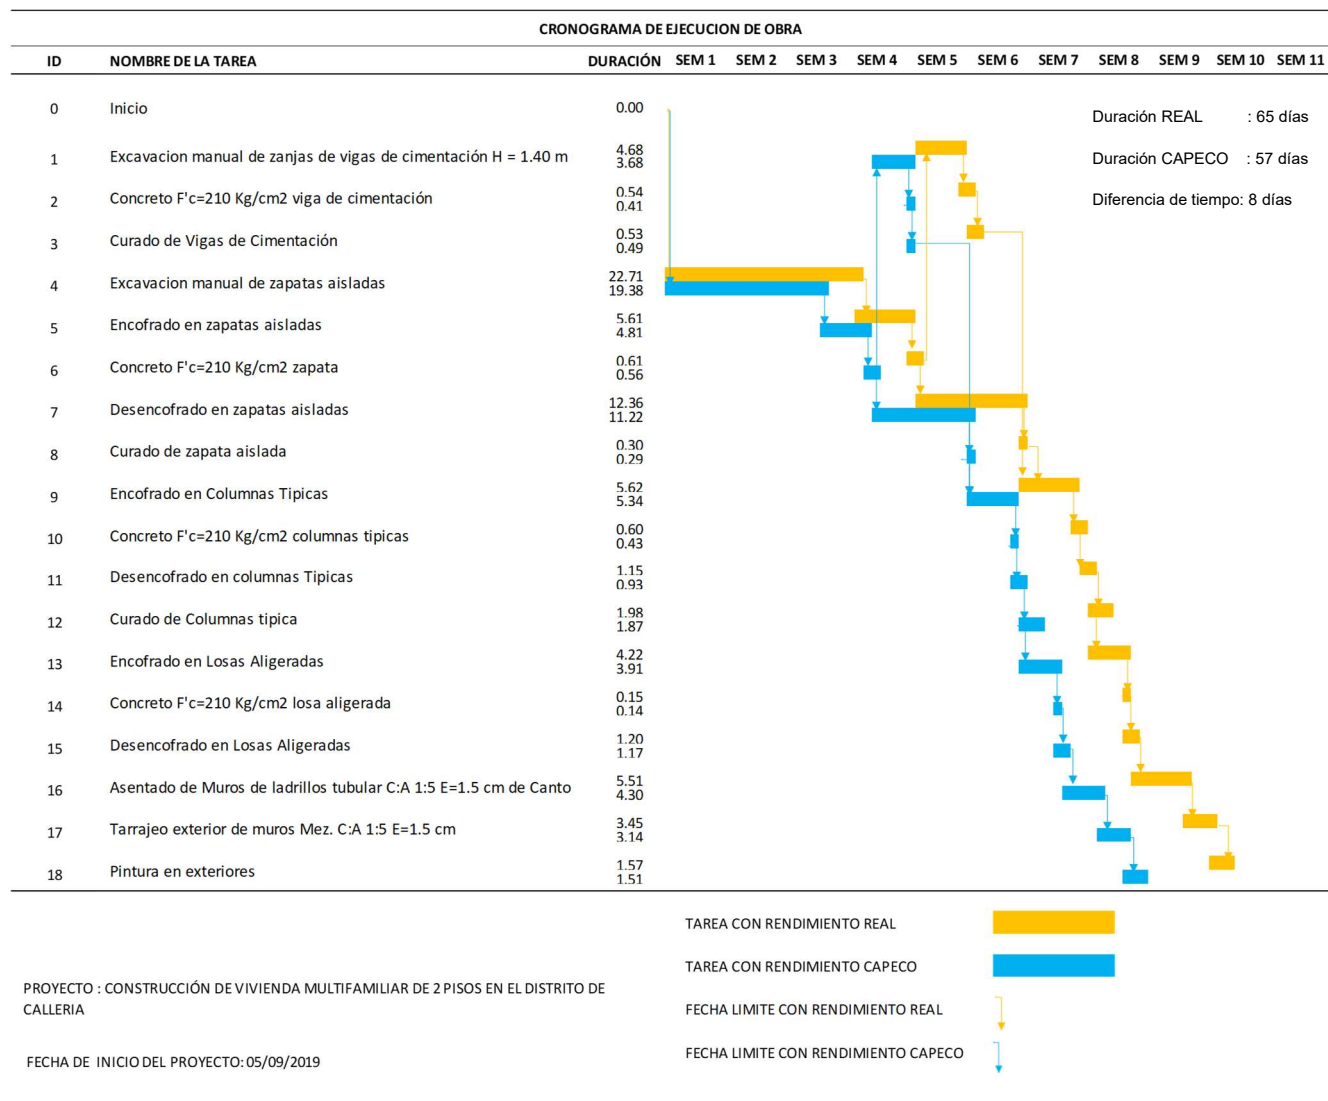 CRONOGRAMA DE EJECUCION DE OBRA
ID NOMBRE DE LA TAREA DURACIÓN SEM 1 SEM 2 SEM 3 SEM 4 SEM 5 SEM 6 SEM 7 SEM 8 SEM 9 SEM 10 SEM 11
0 Inicio 0.00
Duración REAL : 65 días
Duración CAPECO : 57 días
Diferencia de tiempo: 8 días
1 Excavacion manual de zanjas de vigas de cimentación H = 1.40 m 4.68
3.68
2 Concreto F'c=210 Kg/cm2 viga de cimentación 0.54
0.41
3 Curado de Vigas de Cimentación 0.53
0.49
4 Excavacion manual de zapatas aisladas 22.71
19.38
5 Encofrado en zapatas aisladas 5.61
4.81
6 Concreto F'c=210 Kg/cm2 zapata 0.61
0.56
7 Desencofrado en zapatas aisladas 12.36
11.22
8 Curado de zapata aislada 0.30
0.29
9 Encofrado en Columnas Tipicas 5.62
5.34
10 Concreto F'c=210 Kg/cm2 columnas tipicas 0.60
0.43
11 Desencofrado en columnas Tipicas 1.15
0.93
12 Curado de Columnas tipica 1.98
1.87
13 Encofrado en Losas Aligeradas 4.22
3.91
14 Concreto F'c=210 Kg/cm2 losa aligerada 0.15
0.14
15 Desencofrado en Losas Aligeradas 1.20
1.17
16 Asentado de Muros de ladrillos tubular C:A 1:5 E=1.5 cm de Canto 5.51
4.30
17 Tarrajeo exterior de muros Mez. C:A 1:5 E=1.5 cm 3.45
3.14
18 Pintura en exteriores 1.57
1.51
TAREA CON RENDIMIENTO REAL
TAREA CON RENDIMIENTO CAPECO
FECHA LIMITE CON RENDIMIENTO REAL
FECHA LIMITE CON RENDIMIENTO CAPECO
PROYECTO : CONSTRUCCIÓN DE VIVIENDA MULTIFAMILIAR DE 2 PISOS EN EL DISTRITO DE
CALLERIA
FECHA DE INICIO DEL PROYECTO: 05/09/2019